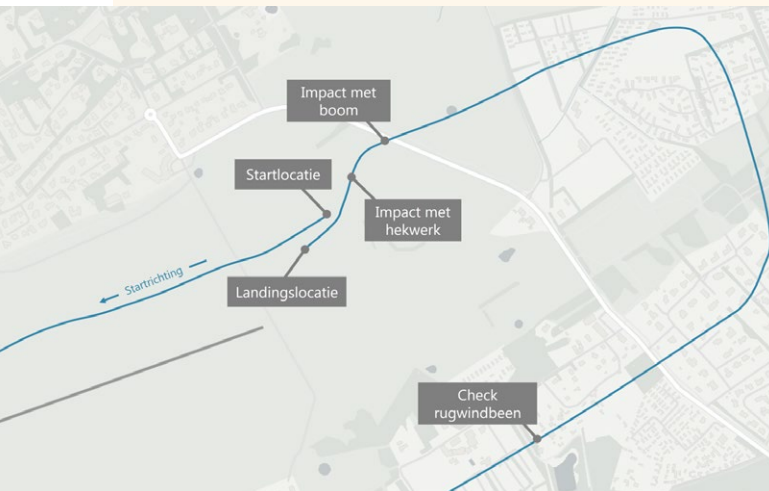 Impact met
boom
Startlocatie
Impact met
hekwerk
Startrichting
Landingslocatie
Check
rugwindbeen